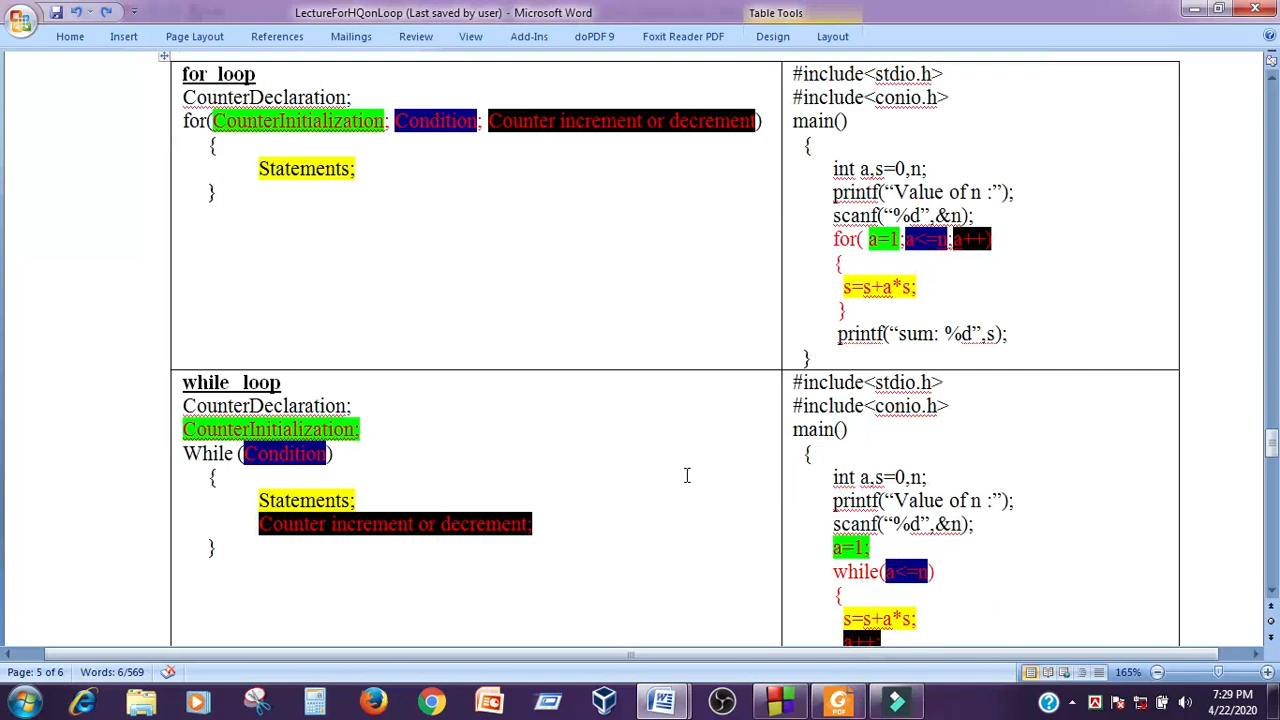 LectureForHQonLoop (Last saved by user) - Microsoft Word
Table Tools
Home Insert Page Layout References Mailings Review View Add-Ins doPDF 9 Foxit Reader PDF Design Layout
for loop
CounterDeclaration;
for(CounterInitialization; Condition; Counter increment or decrement)
{
Statements;
}
#include<stdio.h>
#include<conio.h>
main()
{
int a,s=0,n;
printf(“Value of n :”);
scanf(“%d”,&n);
for( a=1;a<=n;a++)
{
s=s+a*s;
}
printf(“sum: %d”,s);
}
while loop
CounterDeclaration;
CounterInitialization;
While (Condition)
{
Statements;
Counter increment or decrement;
}
#include<stdio.h>
#include<conio.h>
main()
{
int a,s=0,n;
printf(“Value of n :”);
scanf(“%d”,&n);
a=1;
while(a<=n)
{
s=s+a*s;
a++;
Page: 5 of 6 Words: 6/569 165%
7:29 PM
4/22/2020